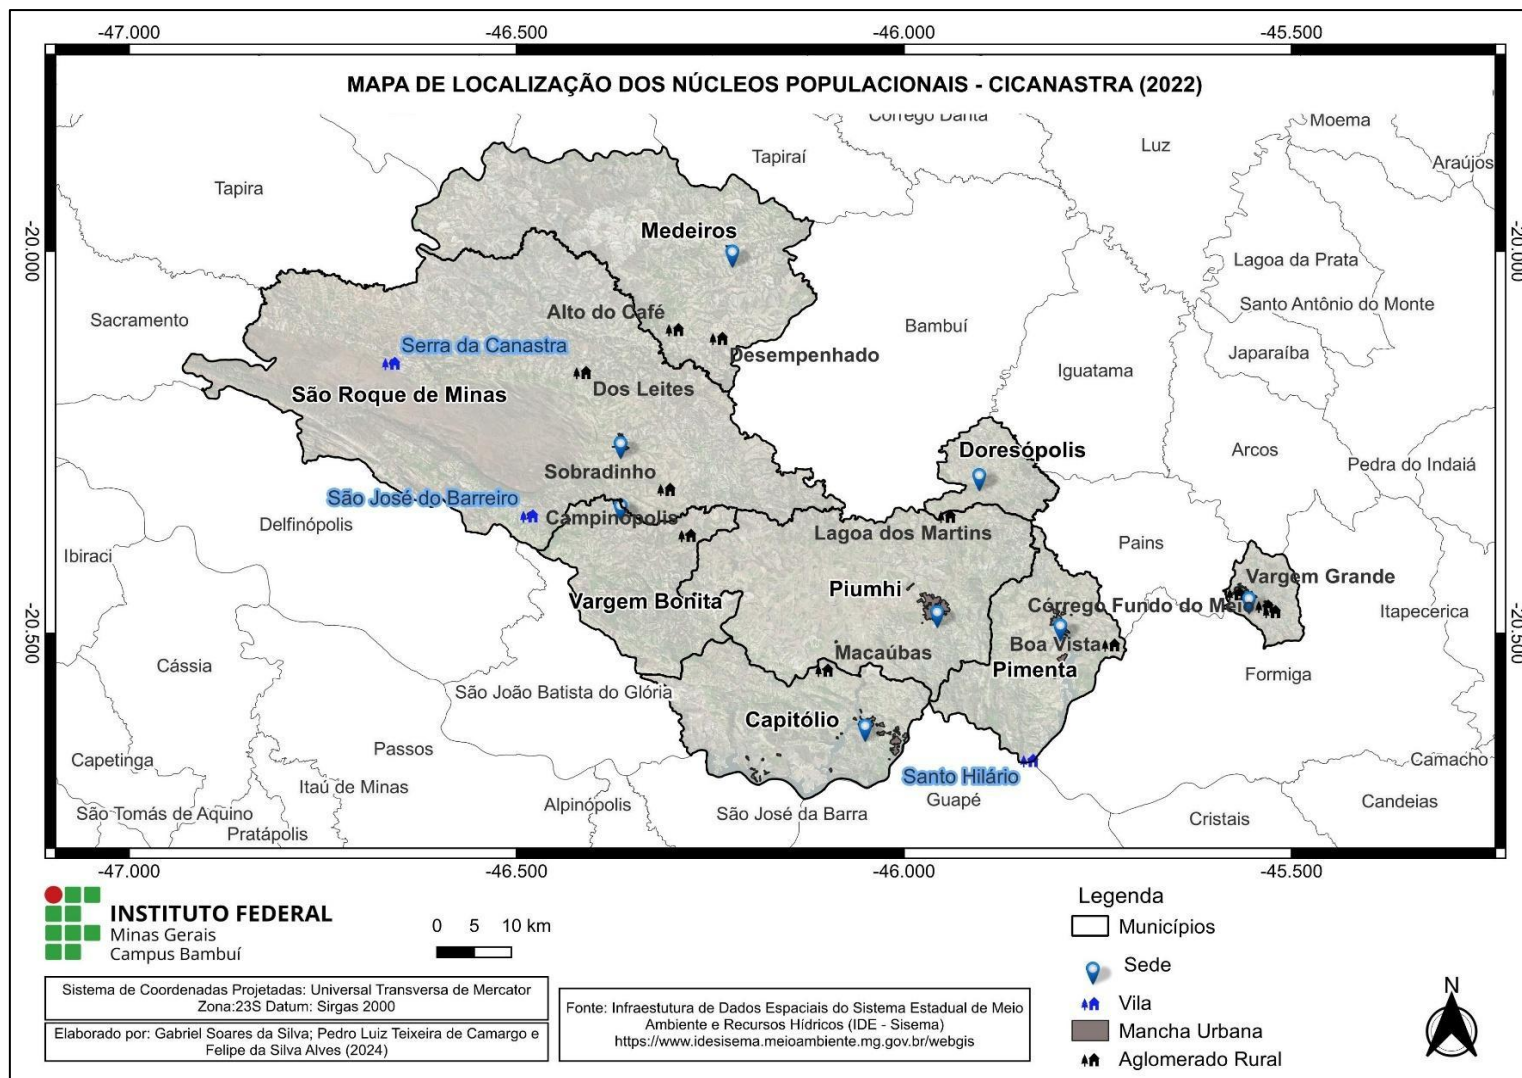 -47.000
-46.500
-46.000
-45.500
MAPA DE LOCALIZAÇÃO DOS NÚCLEOS POPULACIONAIS - CICANASTRA (2022)
Córrego Danta
Moema
Luz
Araújos
Tapiraí
Tapira
Medeiros
-20.000
-20.000
Lagoa da Prata
Santo Antônio do Monte
Alto do Café
Sacramento
Bambuí
Serra da Canastra
Desempenhado
Japaraíba
Iguatama
Dos Leites
São Roque de Minas
Doresópolis
Arcos
Pedra do Indaiá
Sobradinho
São José do Barreiro
Campinópolis
Delfinópolis
Lagoa dos Martins
Pains
Ibiraci
Vargem Grande
Piumhi
Vargem Bonita
Córrego Fundo do Meio
Itapecerica
-20.500
-20.500
Boa Vista
Macaúbas
Cássia
Pimenta
Formiga
São João Batista do Glória
Capitólio
Passos
Capetinga
Camacho
Santo Hilário
Itaú de Minas
Guapé
Candeias
Alpinópolis
São José da Barra
Cristais
São Tomás de Aquino
Pratápolis
-47.000
-46.500
-46.000
-45.500
INSTITUTO FEDERAL
Minas Gerais
Campus Bambuí
0 5 10 km
Sistema de Coordenadas Projetadas: Universal Transversa de Mercator
Zona:23S Datum: Sirgas 2000
Elaborado por: Gabriel Soares da Silva; Pedro Luiz Teixeira de Camargo e
Felipe da Silva Alves (2024)
Fonte: Infraestutura de Dados Espaciais do Sistema Estadual de Meio
Ambiente e Recursos Hídricos (IDE - Sisema)
https://www.idesisema.meioambiente.mg.gov.br/webgis
Legenda
Municípios
Sede
Vila
Mancha Urbana
Aglomerado Rural
N